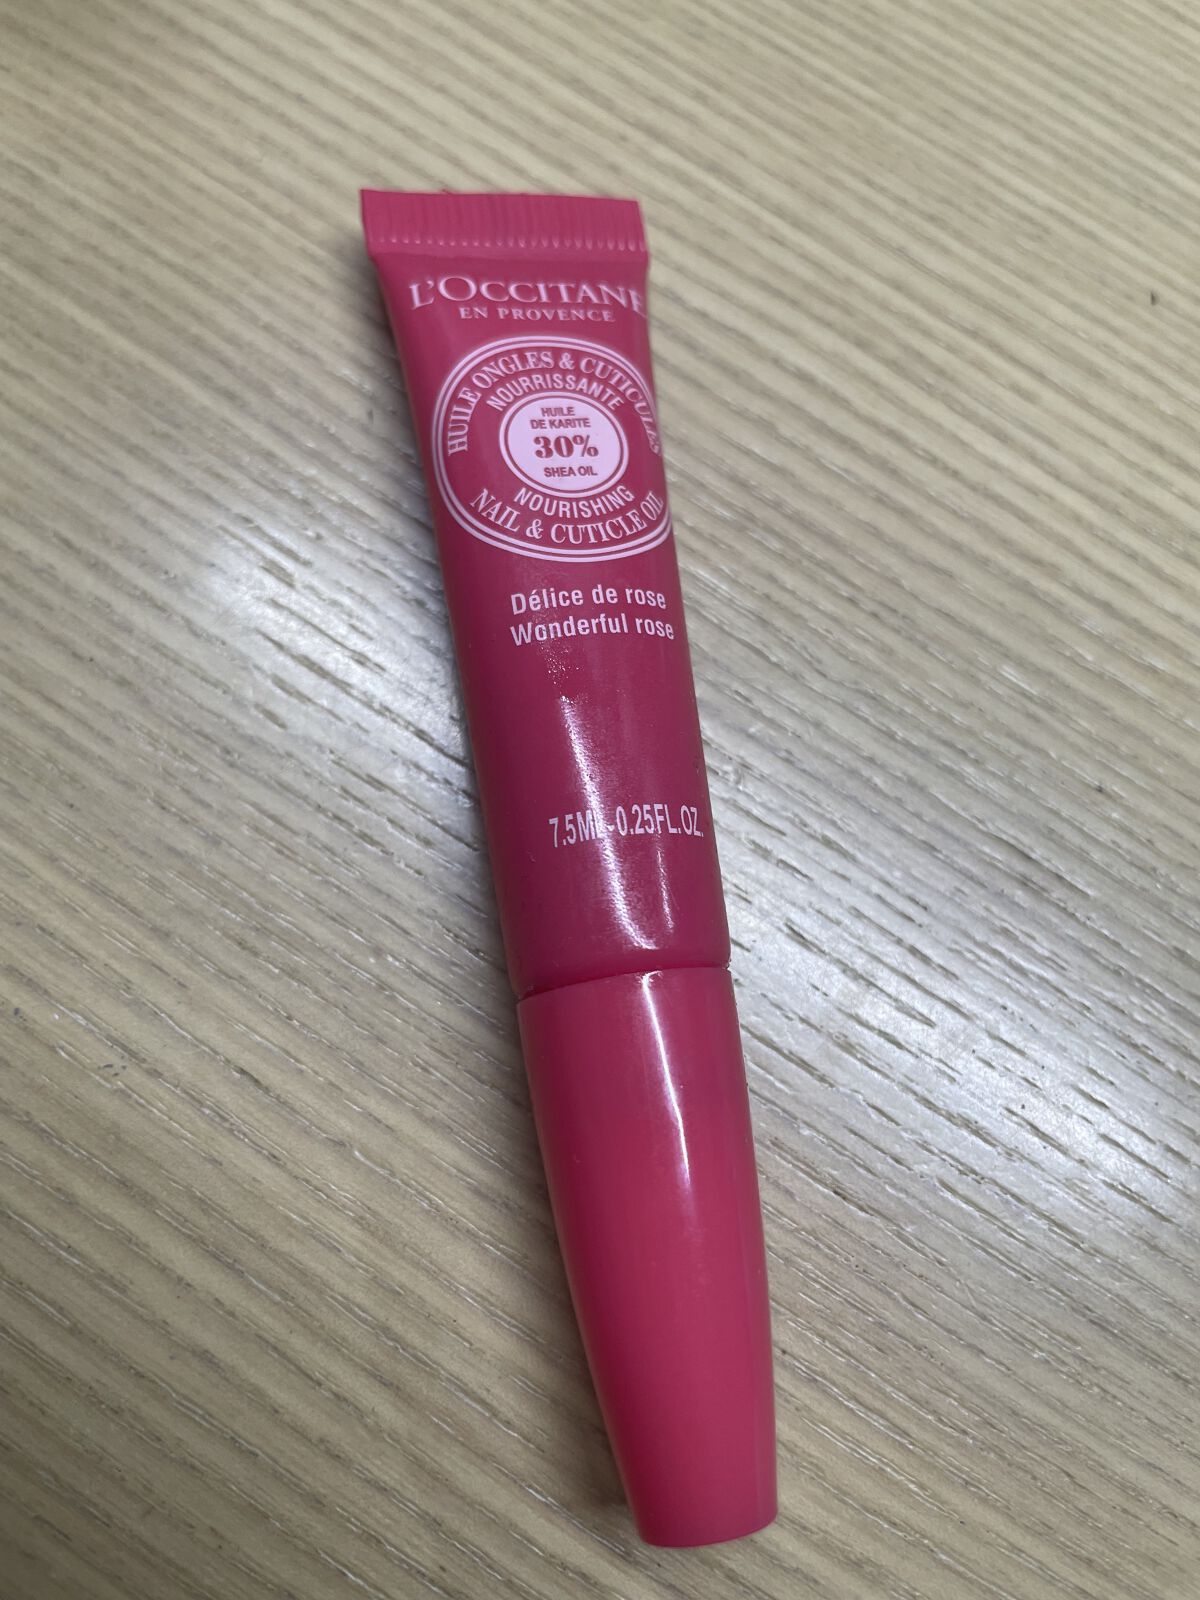 L'OCCITANE
EN PROVENCE
HUILE ONGLES & CUTICULES
NOURRISSANTE
HUILE
DE KARITE
30%
SHEA OIL
NOURISHING
NAIL & CUTICLE OIL
Délice de rose
Wonderful rose
7.5ML-0.25FL.OZ.